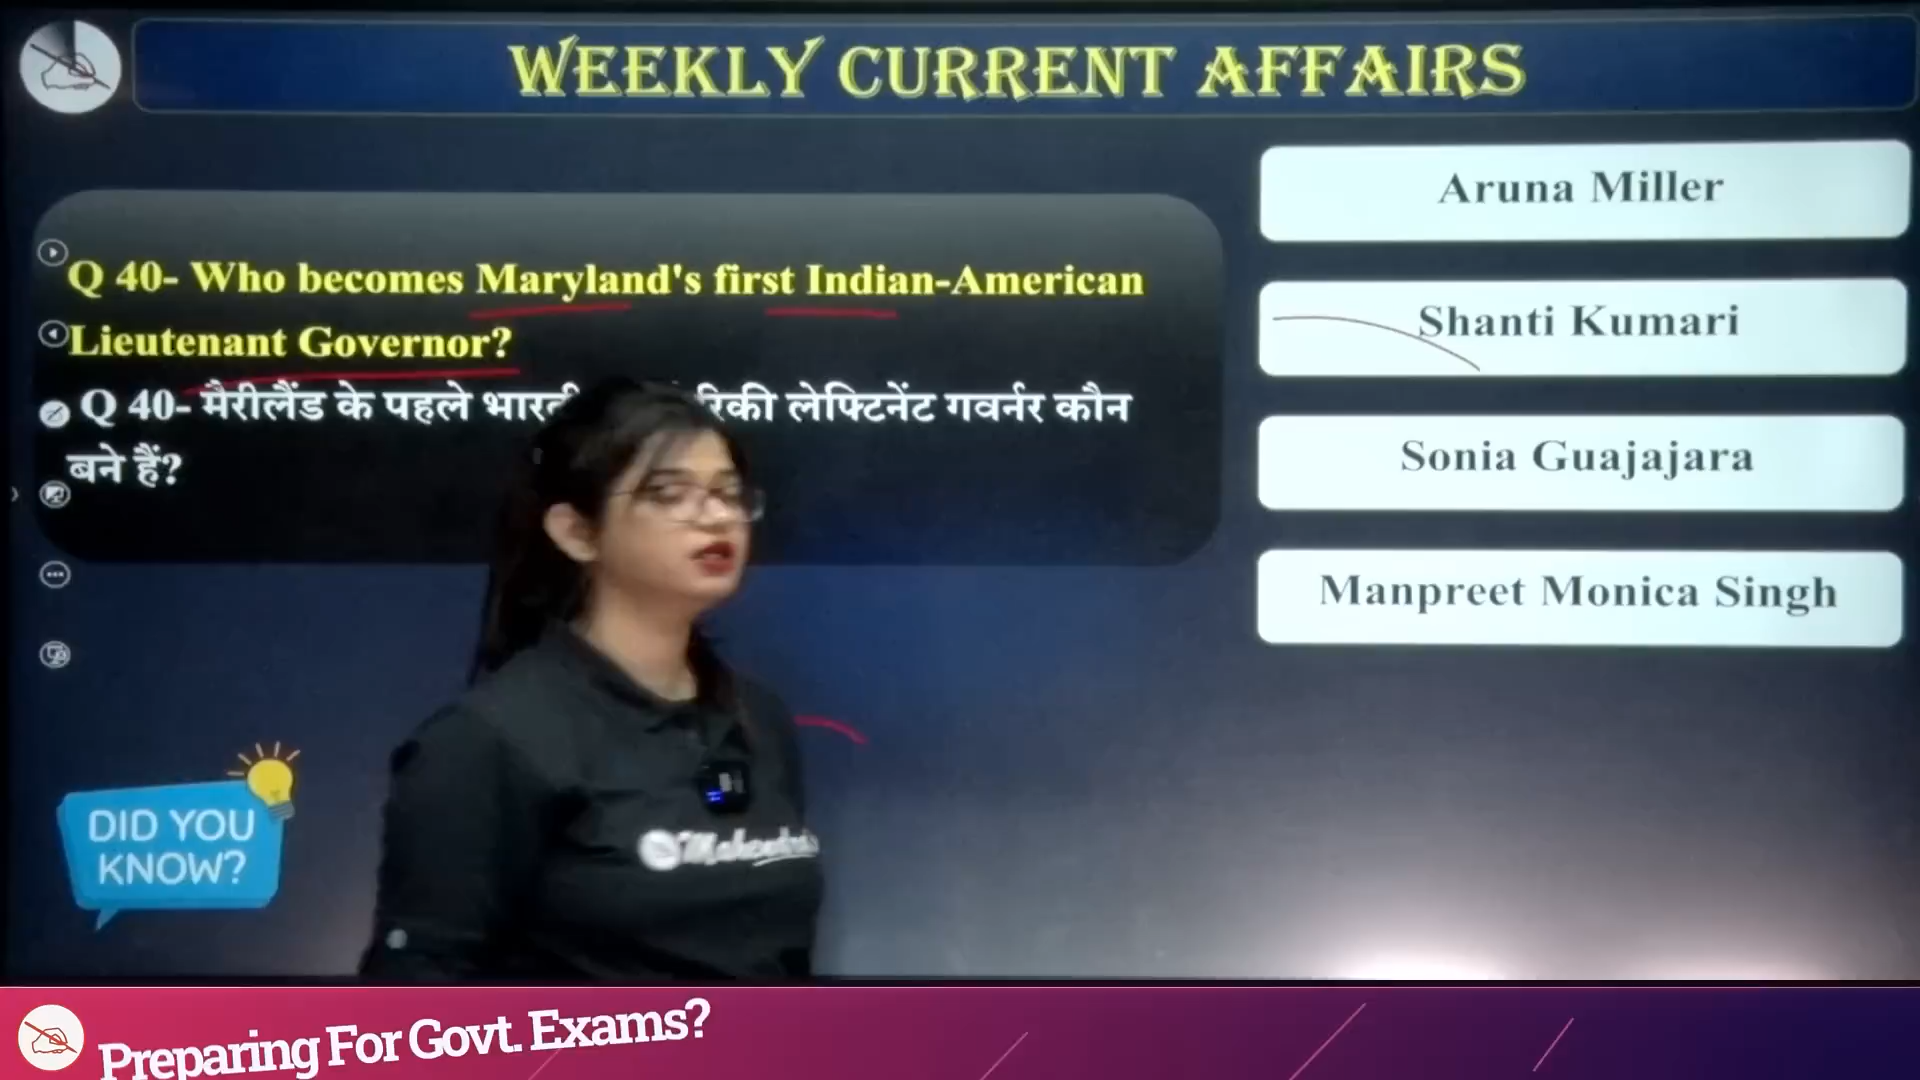 WEEKLY CURRENT AFFAIRS
Q 40- Who becomes Maryland's first Indian-American
Lieutenant Governor?
Q 40- मैरीलैंड के पहले लेफ्टिनेंट गवर्नर कौन
बने हैं?
Aruna Miller
Shanti Kumari
Sonia Guajajara
Manpreet Monica Singh
DID YOU
KNOW?
Preparing For Govt. Exams?